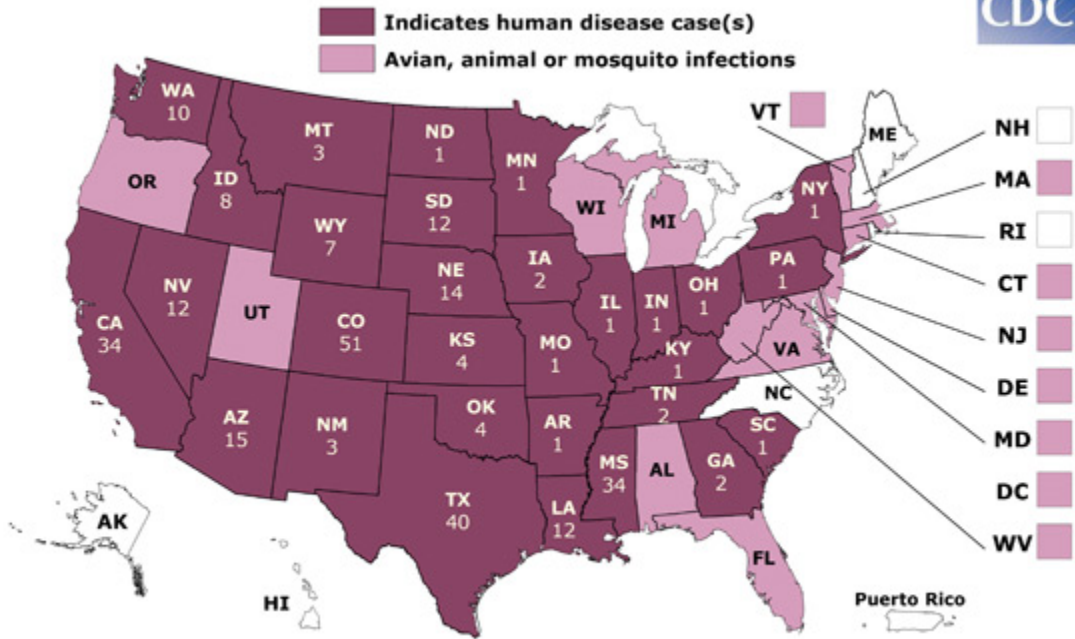 Indicates human disease case(s)
Avian, animal or mosquito infections
CDC
WA
10
MT
3
ND
1
MN
1
VT
ME
NH
OR
ID
8
SD
12
WI
MI
NY
1
MA
WY
7
RI
IA
2
PA
1
NE
14
NV
12
OH
1
CT
IL
1
IN
1
UT
CO
51
CA
34
KS
4
MO
1
KY
1
VA
NJ
DE
NC
TN
2
AZ
15
NM
3
OK
4
AR
1
SC
1
MD
MS
34
AL
GA
2
DC
TX
40
LA
12
AK
WV
FL
HI
Puerto Rico